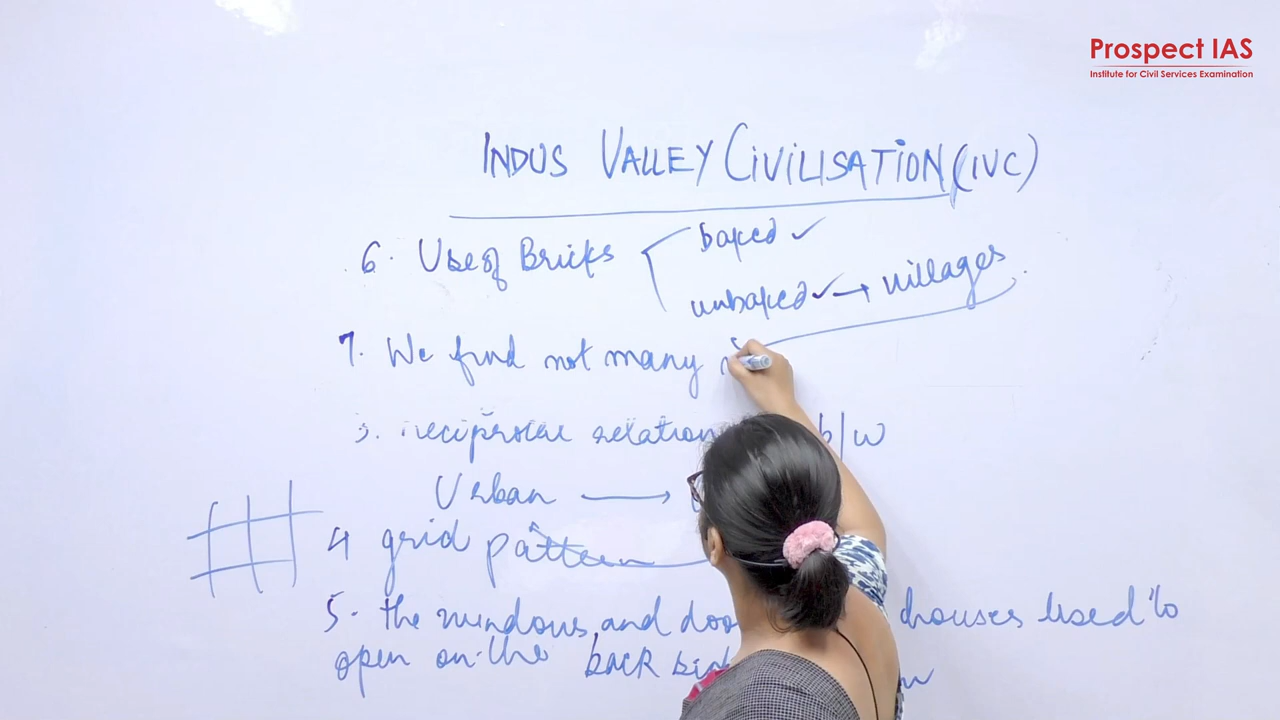 Prospect IAS
Institute for Civil Services Examination
INDUS VALLEY CIVILISATION (IVC)
6. Use of Bricks
baked ✓
unbaked ✓ → villages
7. We find not many
3. reciprocal relation b/w
Urban →
4 grid pattern
5. the windows and doo houses used to
open on the back